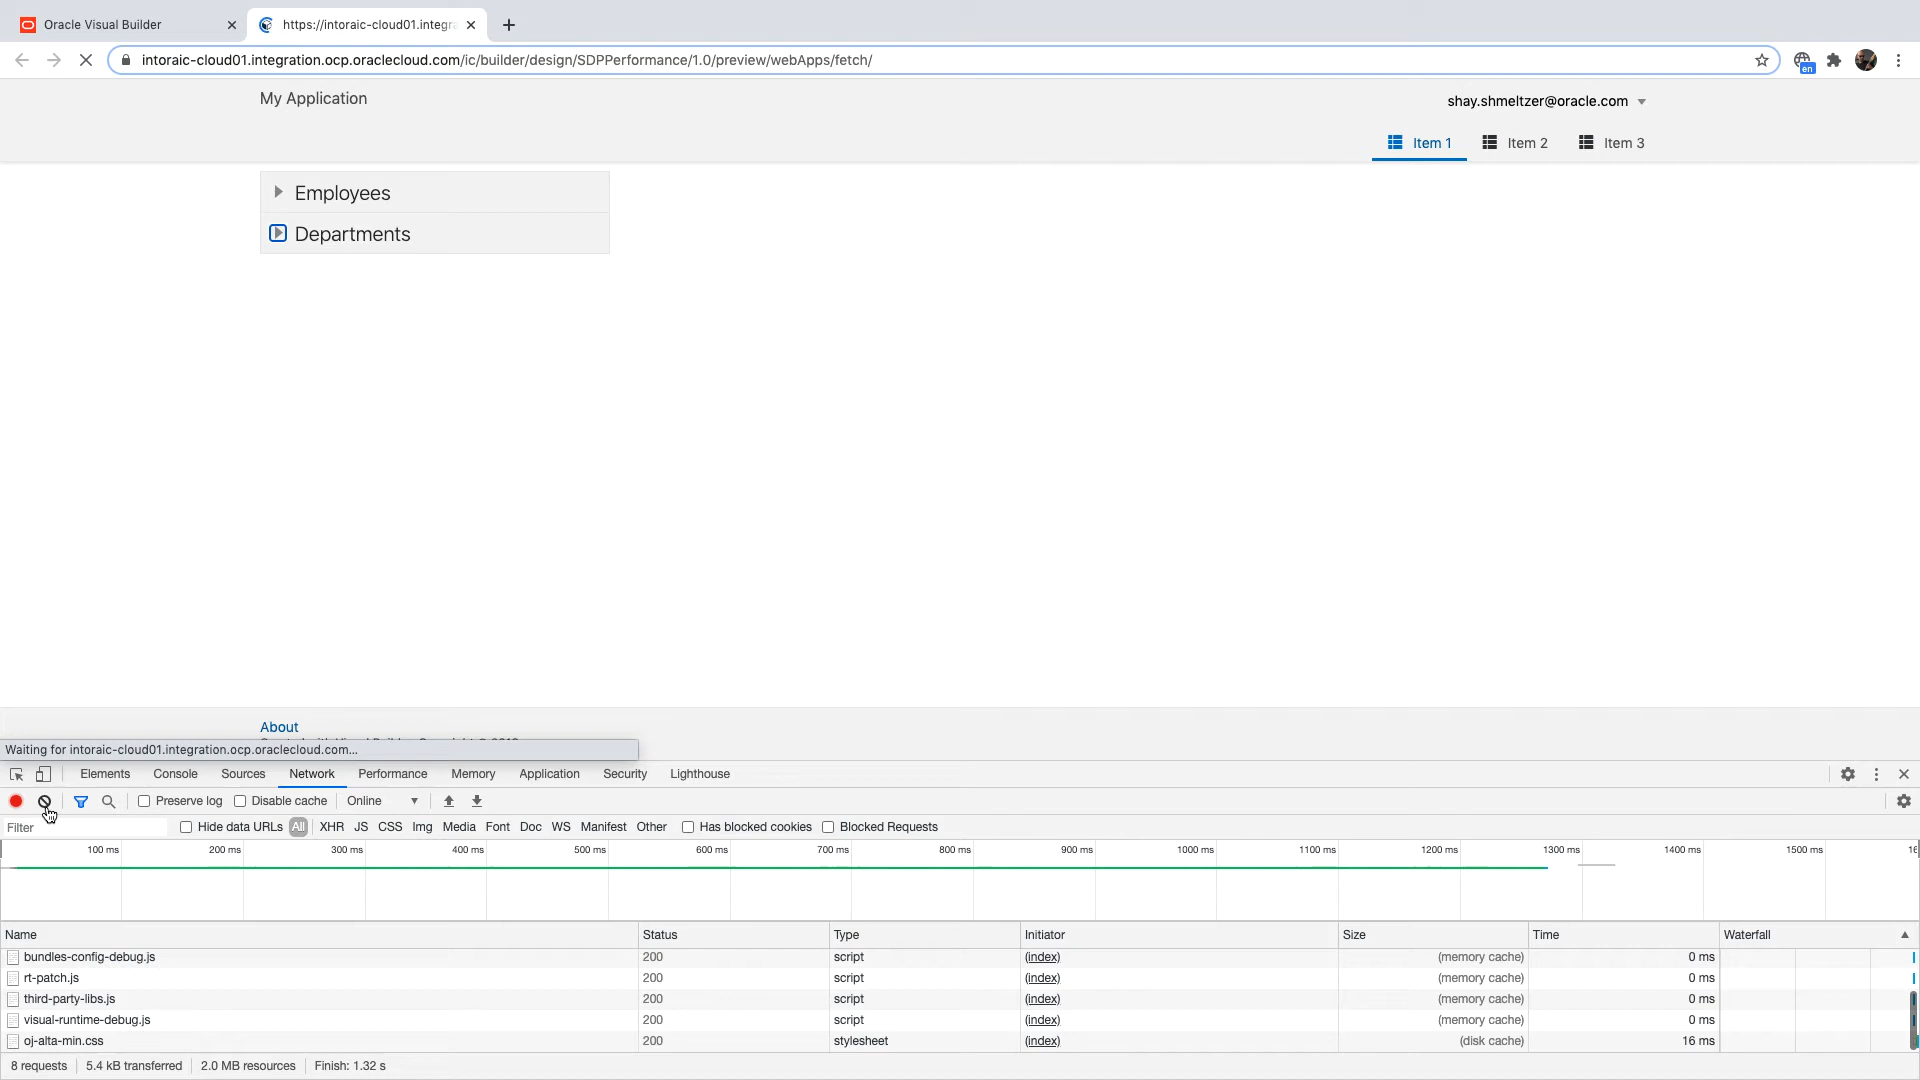 Oracle Visual Builder
https://intoraic-cloud01.integra
intoraic-cloud01.integration.ocp.oraclecloud.com/ic/builder/design/SDPPerformance/1.0/preview/webApps/fetch/
en
My Application
shay.shmeltzer@oracle.com
Item 1 Item 2 Item 3
Employees
Departments
About
Waiting for intoraic-cloud01.integration.ocp.oraclecloud.com...
Elements Console Sources Network Performance Memory Application Security Lighthouse
Preserve log Disable cache Online
Filter Hide data URLs All XHR JS CSS Img Media Font Doc WS Manifest Other Has blocked cookies Blocked Requests
100 ms 200 ms 300 ms 400 ms 500 ms 600 ms 700 ms 800 ms 900 ms 1000 ms 1100 ms 1200 ms 1300 ms 1400 ms 1500 ms
Name Status Type Initiator Size Time Waterfall
bundles-config-debug.js 200 script (index) (memory cache) 0 ms
rt-patch.js 200 script (index) (memory cache) 0 ms
third-party-libs.js 200 script (index) (memory cache) 0 ms
visual-runtime-debug.js 200 script (index) (memory cache) 0 ms
oj-alta-min.css 200 stylesheet (index) (disk cache) 16 ms
8 requests 5.4 kB transferred 2.0 MB resources Finish: 1.32 s